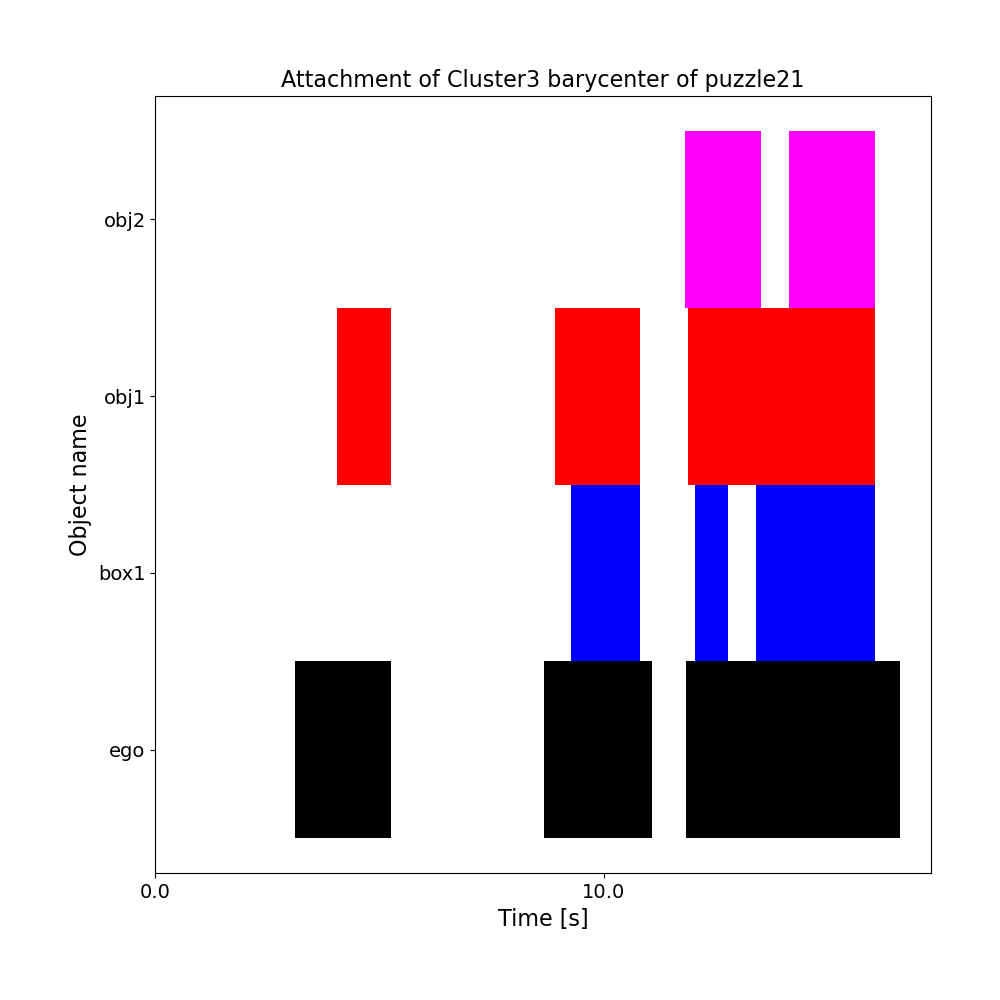 Attachment of Cluster3 barycenter of puzzle21
obj2
obj1
box1
ego
Object name
0.0 10.0
Time [s]